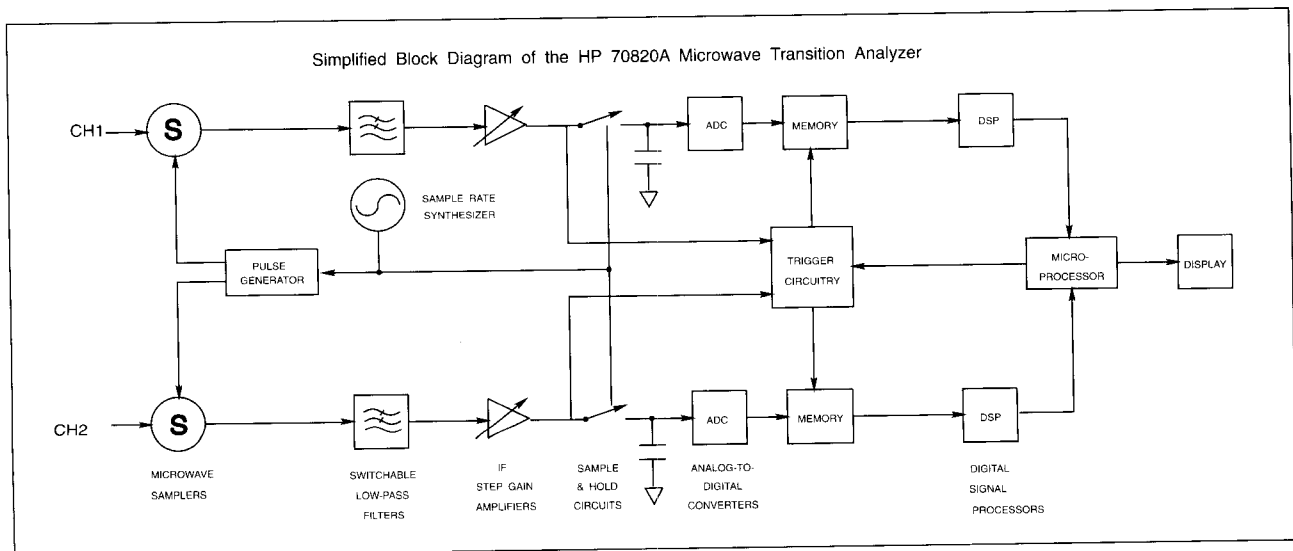 Simplified Block Diagram of the HP 70820A Microwave Transition Analyzer
CH1
S
ADC
MEMORY
DSP
SAMPLE RATE
SYNTHESIZER
PULSE
GENERATOR
TRIGGER
CIRCUITRY
MICRO-
PROCESSOR
DISPLAY
CH2
S
ADC
MEMORY
DSP
MICROWAVE
SAMPLERS
SWITCHABLE
LOW-PASS
FILTERS
IF
STEP GAIN
AMPLIFIERS
SAMPLE
& HOLD
CIRCUITS
ANALOG-TO-
DIGITAL
CONVERTERS
DIGITAL
SIGNAL
PROCESSORS